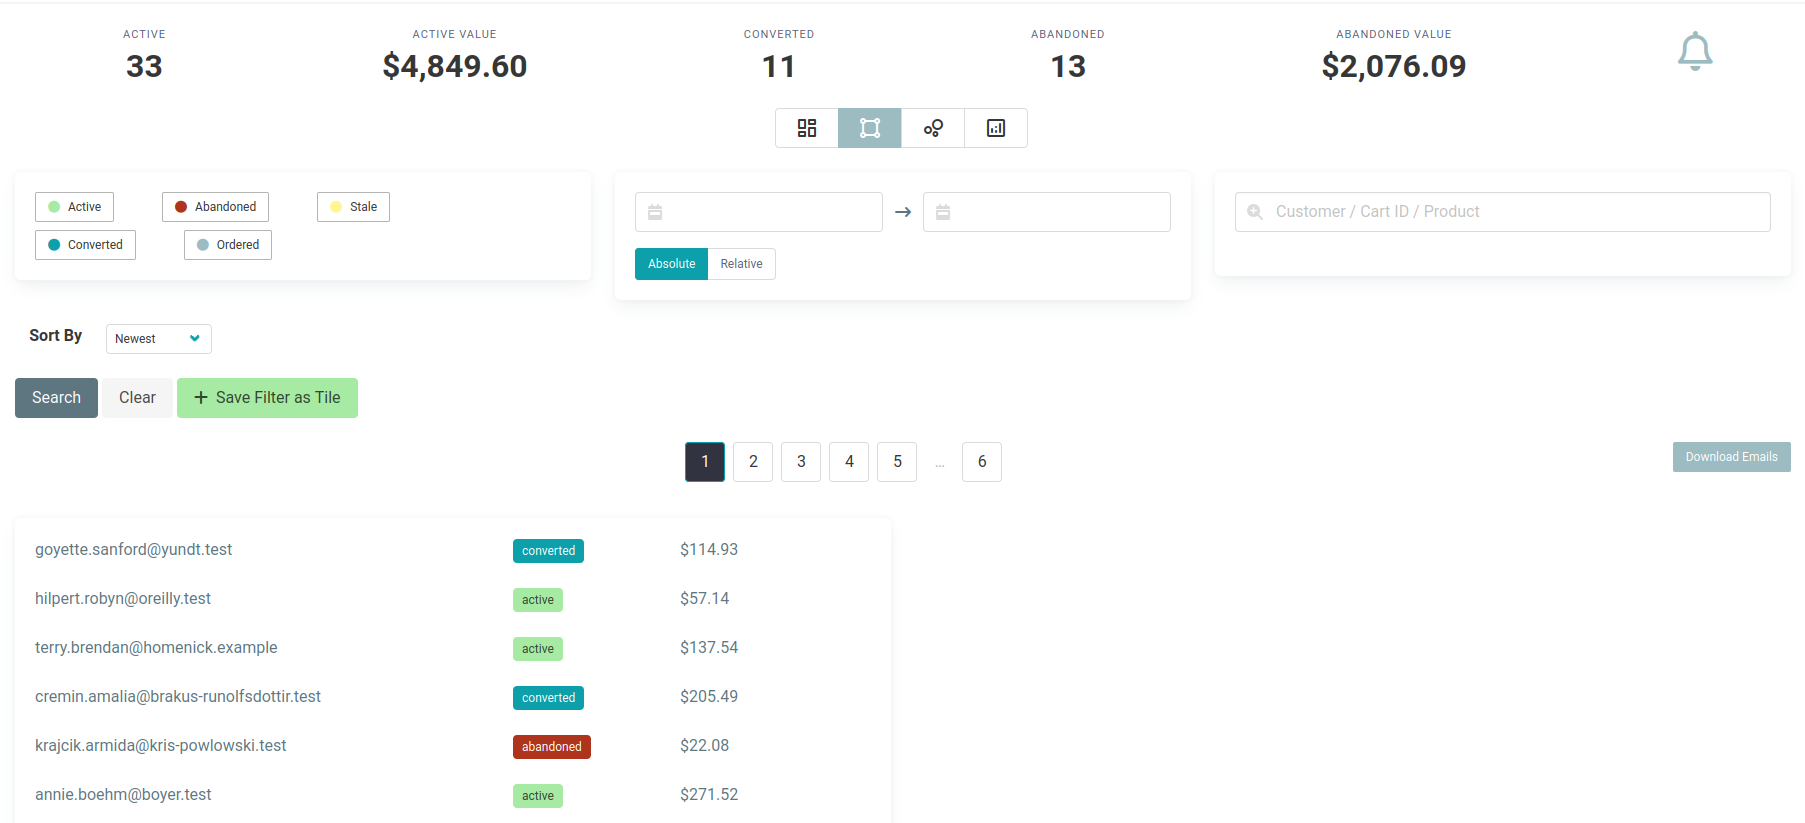 ACTIVE ACTIVE VALUE CONVERTED ABANDONED ABANDONED VALUE
33 $4,849.60 11 13 $2,076.09
Active Abandoned Stale
Customer / Cart ID / Product
Converted Ordered
Absolute Relative
Sort By Newest
Search Clear + Save Filter as Tile
1 2 3 4 5 ... 6 Download Emails
goyette.sanford@yundt.test converted $114.93
hilpert.robyn@oreilly.test active $57.14
terry.brendan@homenick.example active $137.54
cremin.amalia@brakus-runolfsdottir.test converted $205.49
krajcik.armida@kris-powlowski.test abandoned $22.08
annie.boehm@boyer.test active $271.52